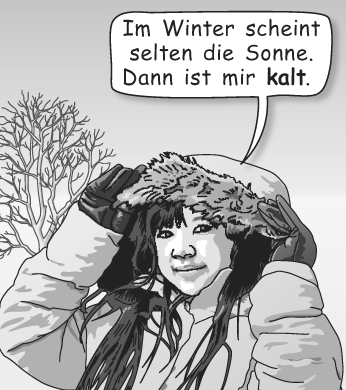 Im Winter scheint
selten die Sonne.
Dann ist mir kalt.